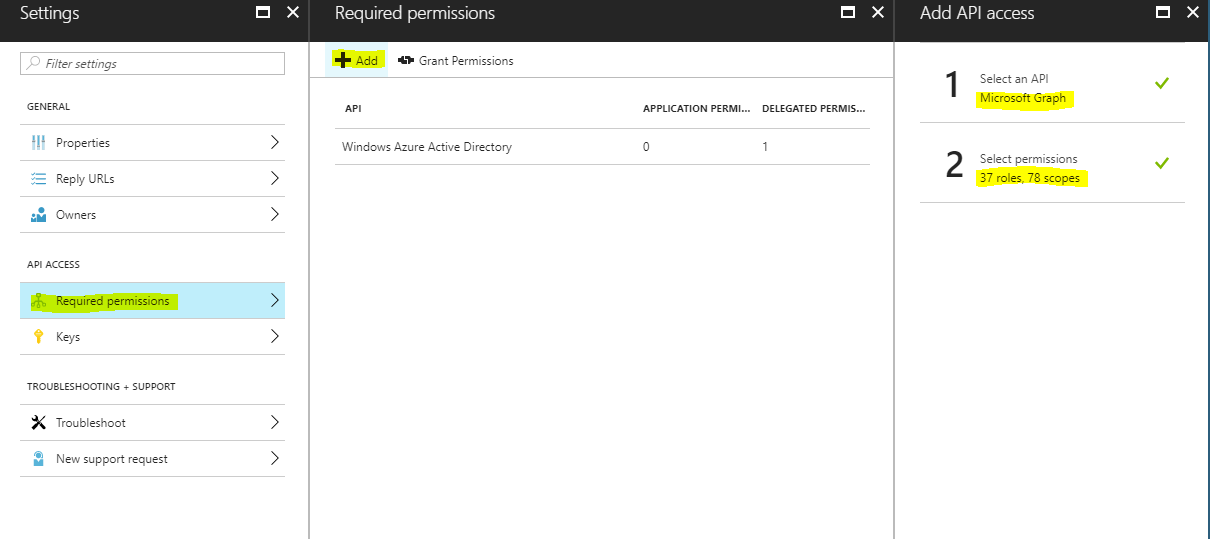 Settings
Filter settings
GENERAL
Properties
Reply URLs
Owners
API ACCESS
Required permissions
Keys
TROUBLESHOOTING + SUPPORT
Troubleshoot
New support request
Required permissions
Add
Grant Permissions
API APPLICATION PERMI... DELEGATED PERMIS...
Windows Azure Active Directory 0 1
Add API access
1 Select an API
Microsoft Graph
2 Select permissions
37 roles, 78 scopes